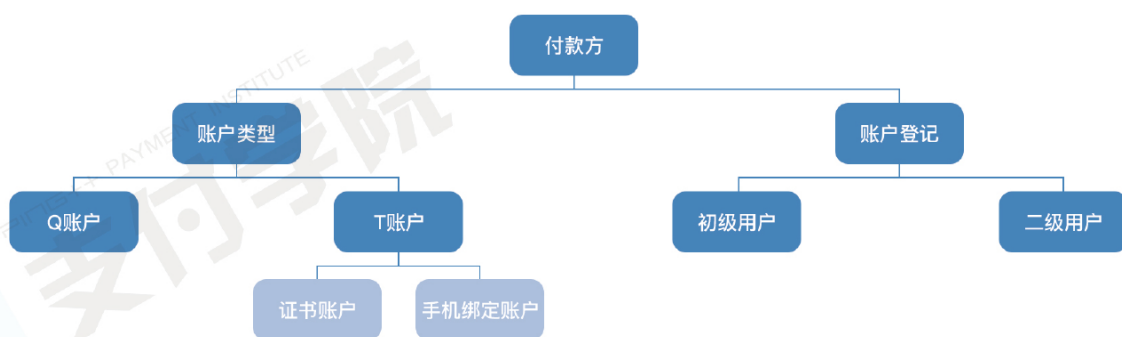 付款方
账户类型
账户登记
Q账户
T账户
初级用户
二级用户
证书账户
手机绑定账户
支付学院
PING++ PAYMENT INSTITUTE